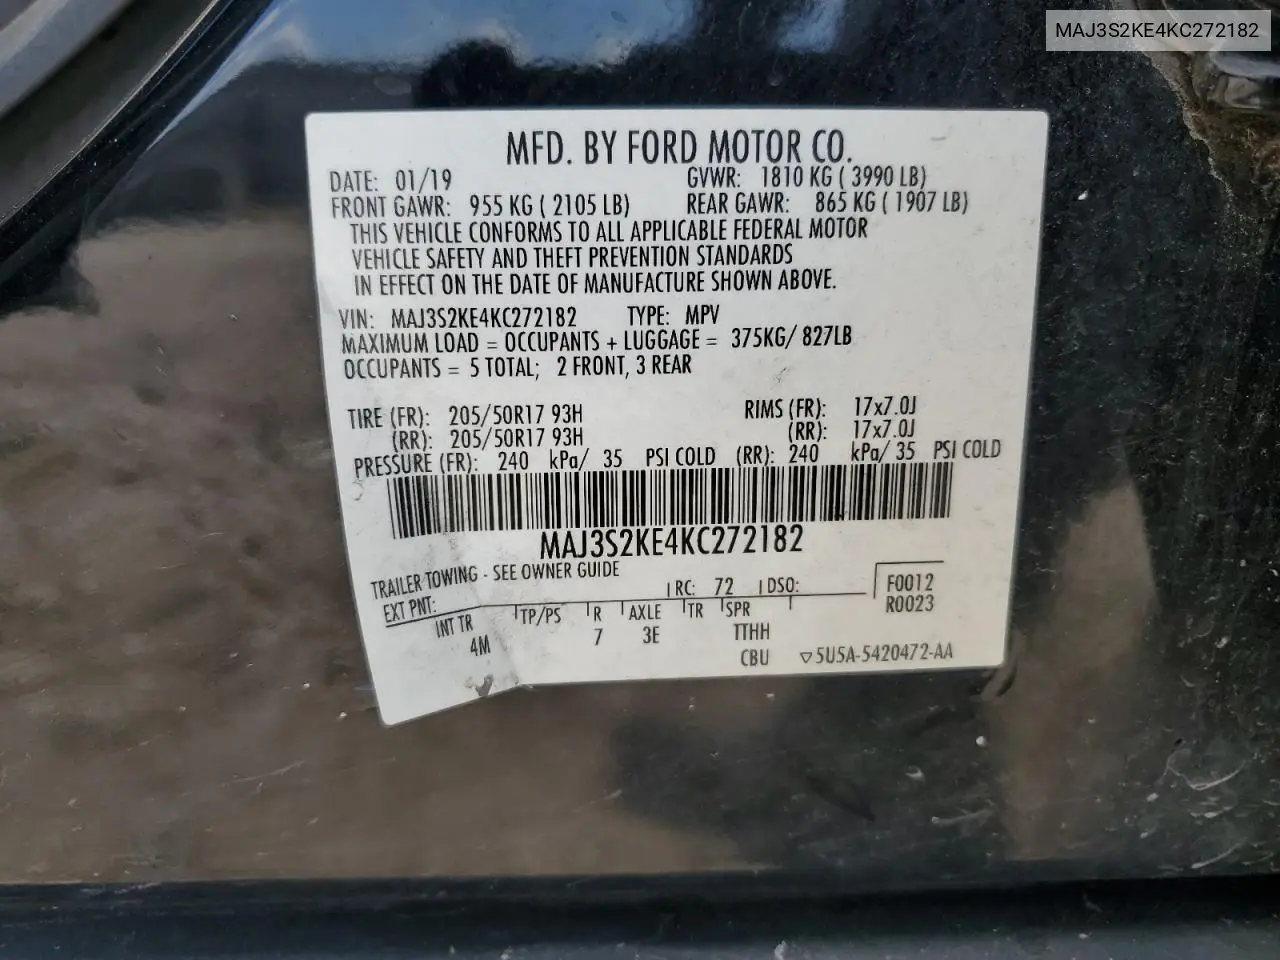 MAJ3S2KE4KC272182
MFD. BY FORD MOTOR CO.
DATE: 01/19 GVWR: 1810 KG ( 3990 LB)
FRONT GAWR: 955 KG ( 2105 LB) REAR GAWR: 865 KG ( 1907 LB)
THIS VEHICLE CONFORMS TO ALL APPLICABLE FEDERAL MOTOR
VEHICLE SAFETY AND THEFT PREVENTION STANDARDS
IN EFFECT ON THE DATE OF MANUFACTURE SHOWN ABOVE.
VIN: MAJ3S2KE4KC272182 TYPE: MPV
MAXIMUM LOAD = OCCUPANTS + LUGGAGE = 375KG/ 827LB
OCCUPANTS = 5 TOTAL; 2 FRONT, 3 REAR
TIRE (FR): 205/50R17 93H RIMS (FR): 17x7.0J
(RR): 205/50R17 93H (RR): 17x7.0J
PRESSURE (FR): 240 kPa/ 35 PSI COLD (RR): 240 kPa/ 35 PSI COLD
MAJ3S2KE4KC272182
TRAILER TOWING - SEE OWNER GUIDE
EXT PNT: RC: 72 DSO: F0012
R0023
INT TR TP/PS R AXLE TR SPR
4M 7 3E TTHH
CBU 5U5A-5420472-AA